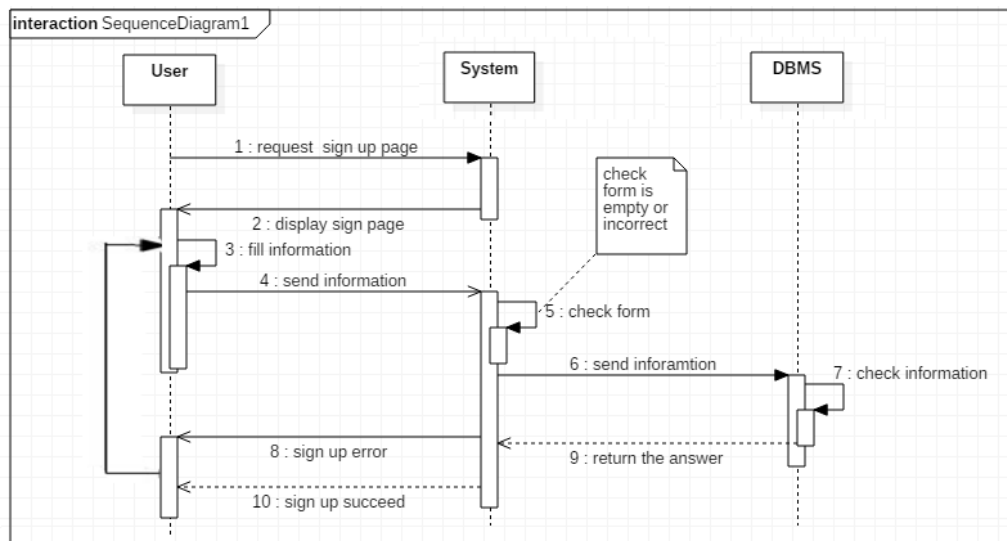 interaction SequenceDiagram1
User
System
DBMS
1 : request sign up page
check
form is
empty or
incorrect
2 : display sign page
3 : fill information
4 : send information
5 : check form
6 : send inforamtion
7 : check information
8 : sign up error
9 : return the answer
10 : sign up succeed